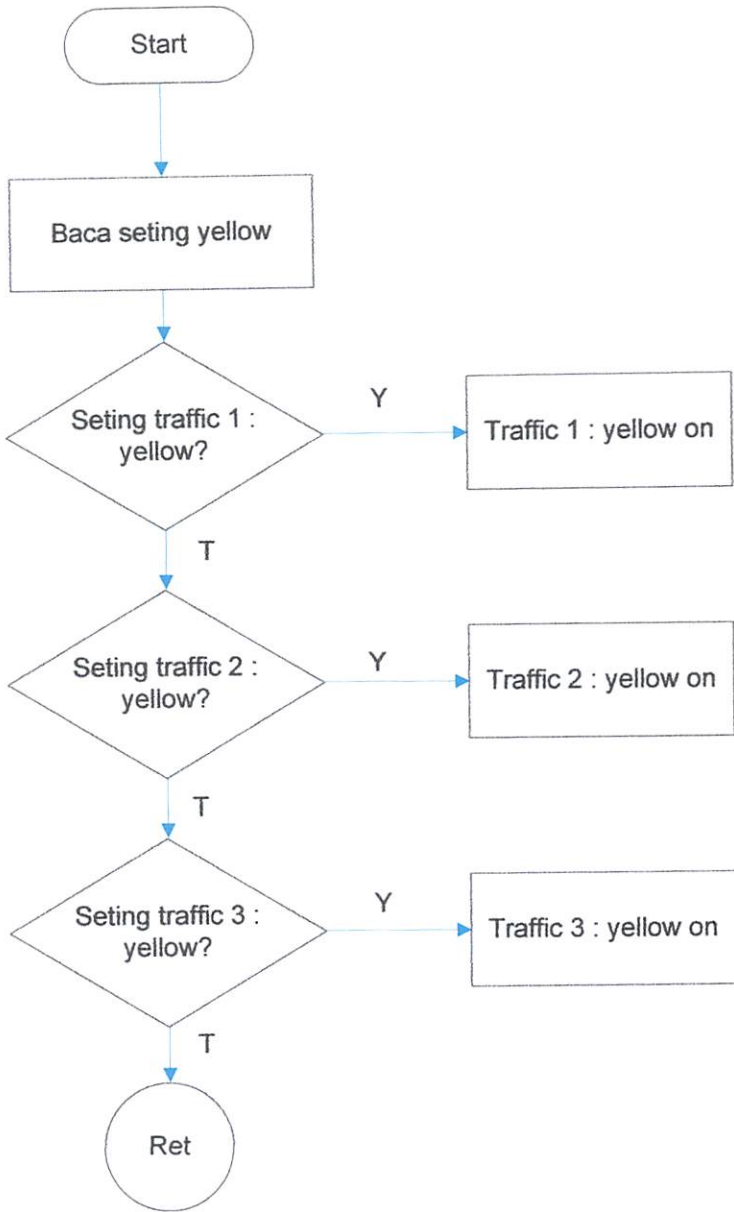 Start
Baca seting yellow
Seting traffic 1 :
yellow?
Y
Traffic 1 : yellow on
T
Seting traffic 2 :
yellow?
Y
Traffic 2 : yellow on
T
Seting traffic 3 :
yellow?
Y
Traffic 3 : yellow on
T
Ret